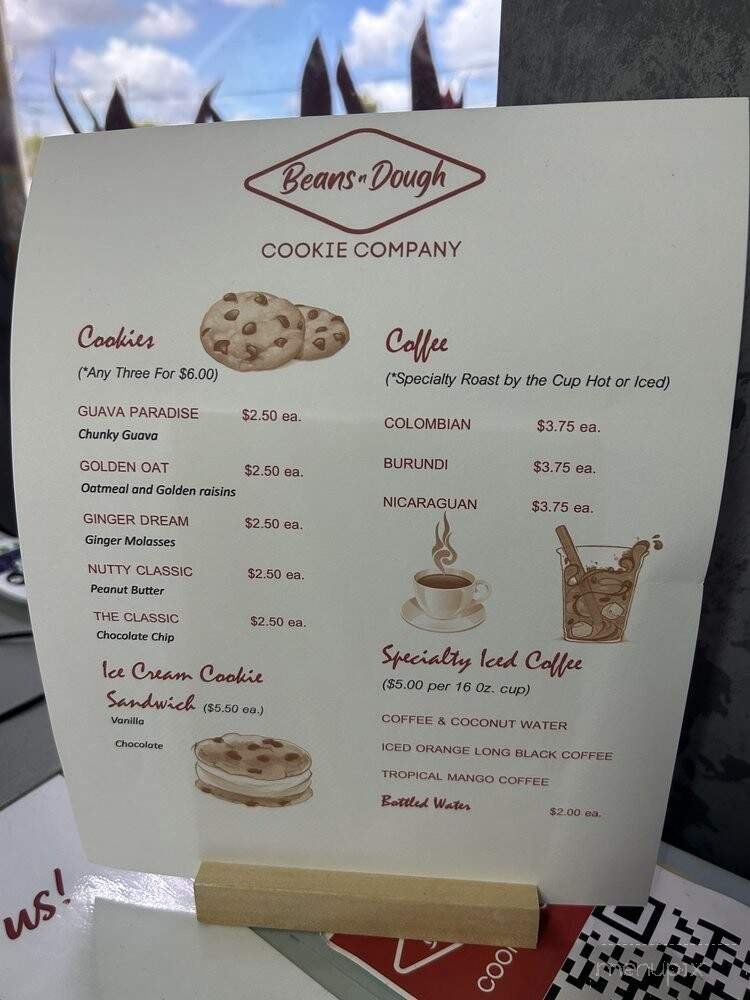 Beans n Dough
COOKIE COMPANY
Cookies
(*Any Three For $6.00)
GUAVA PARADISE $2.50 ea.
Chunky Guava
GOLDEN OAT $2.50 ea.
Oatmeal and Golden raisins
GINGER DREAM $2.50 ea.
Ginger Molasses
NUTTY CLASSIC $2.50 ea.
Peanut Butter
THE CLASSIC $2.50 ea.
Chocolate Chip
Ice Cream Cookie
Sandwich ($5.50 ea.)
Vanilla
Chocolate
Coffee
(*Specialty Roast by the Cup Hot or Iced)
COLOMBIAN $3.75 ea.
BURUNDI $3.75 ea.
NICARAGUAN $3.75 ea.
Specialty Iced Coffee
($5.00 per 16 Oz. cup)
COFFEE & COCONUT WATER
ICED ORANGE LONG BLACK COFFEE
TROPICAL MANGO COFFEE
Bottled Water $2.00 ea.
us!
COO
menupix